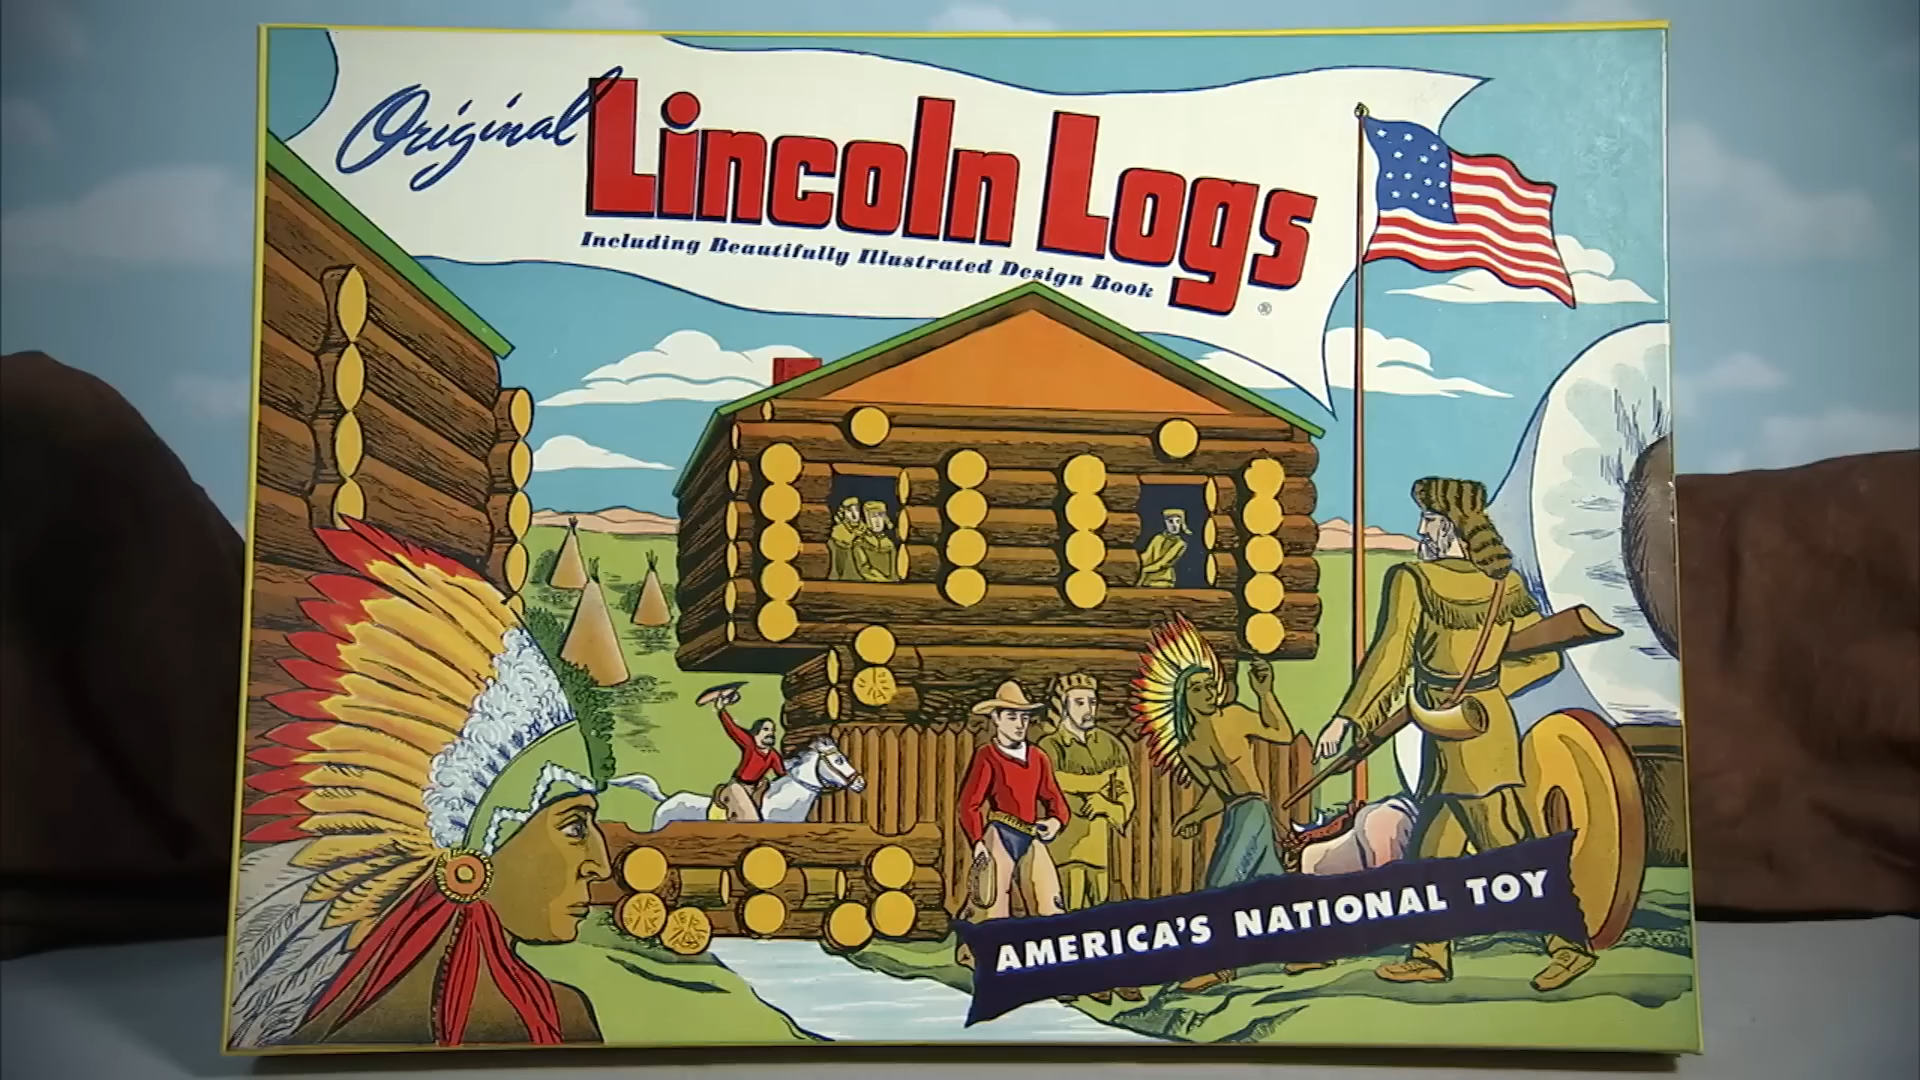 Original Lincoln Logs
Including Beautifully Illustrated Design Book
®
AMERICA'S NATIONAL TOY